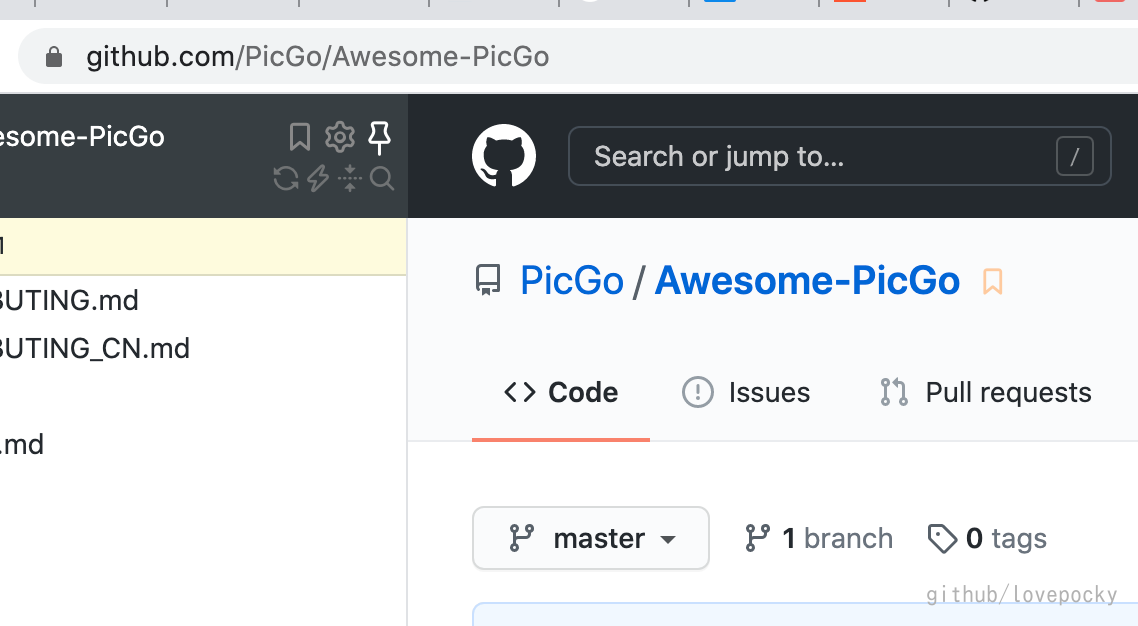 github.com/PicGo/Awesome-PicGo
esome-PicGo
Search or jump to...
/
PicGo / Awesome-PicGo
BUTING.md
BUTING_CN.md
Code
Issues
Pull requests
.md
master
1 branch
0 tags
github/lovepocky